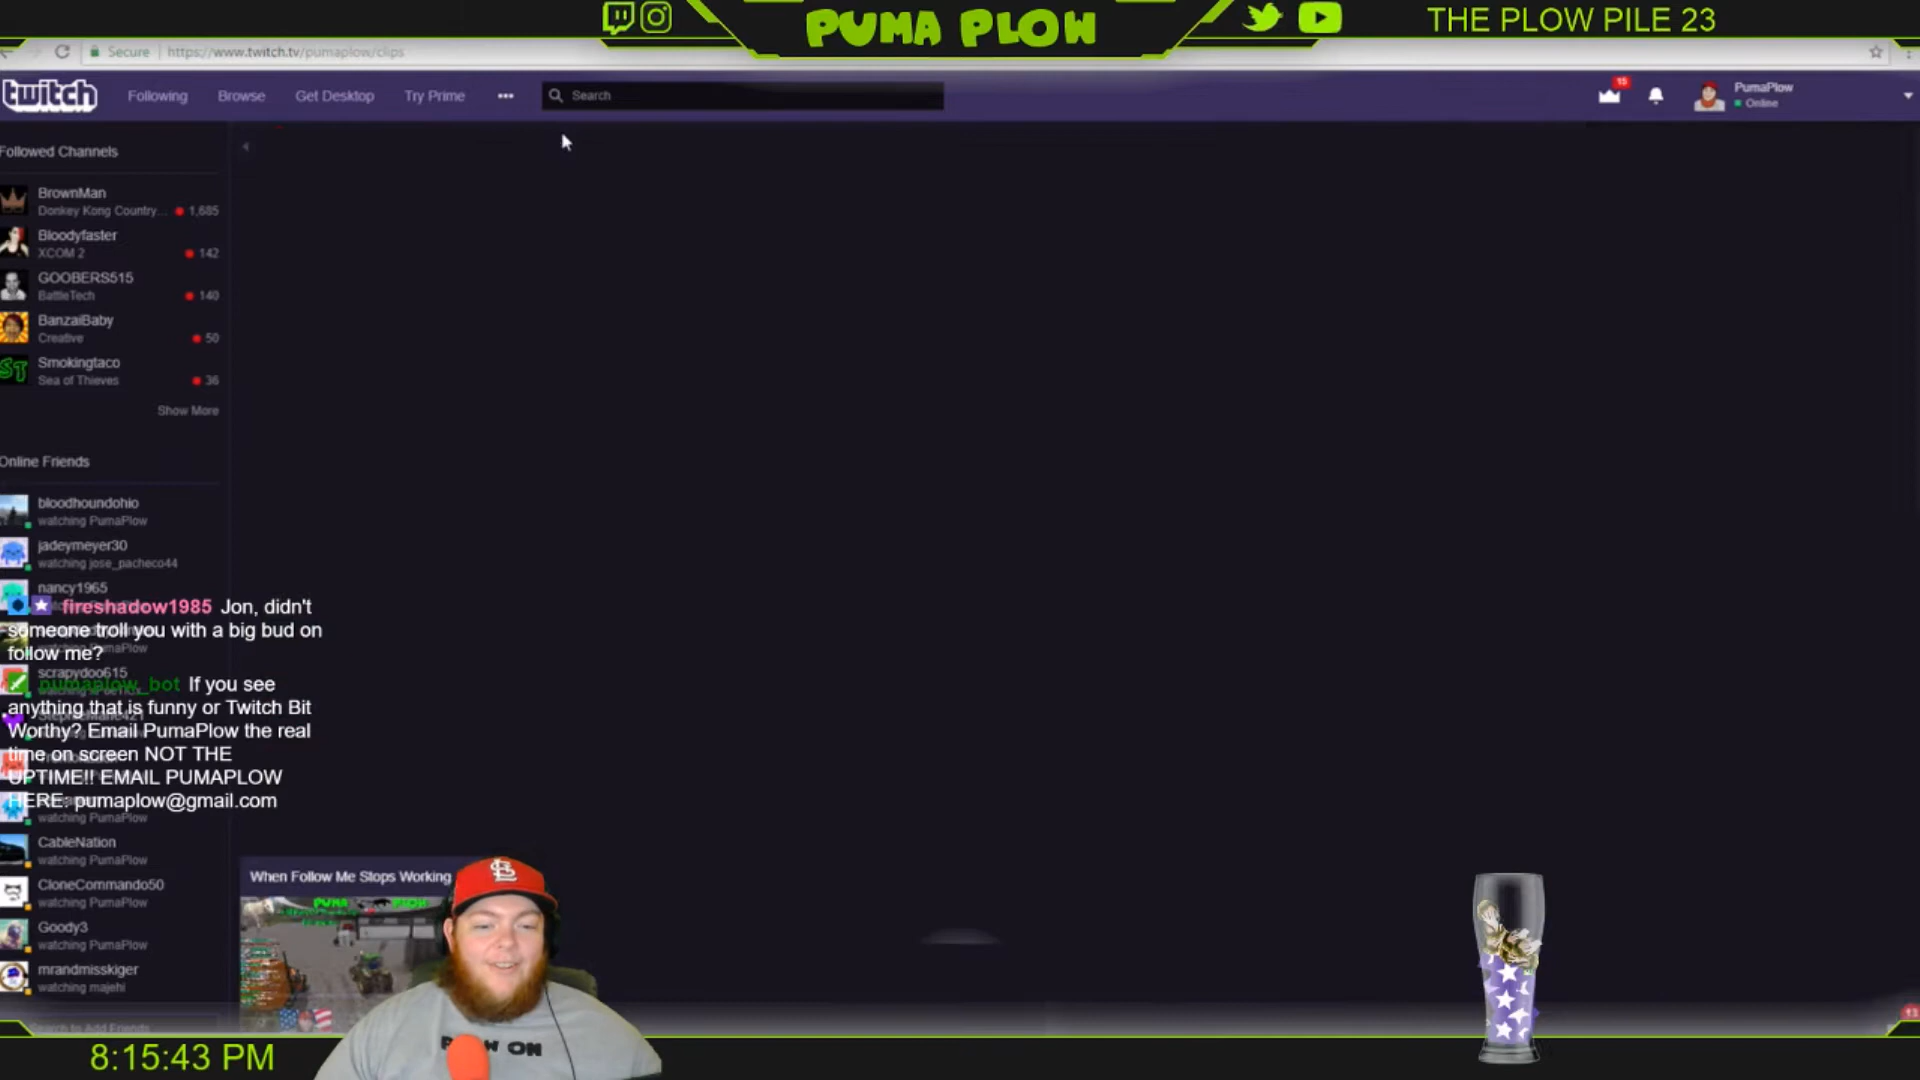 PUMA PLOW
THE PLOW PILE 23
Secure
https://www.twitch.tv/pumaplow/clips
twitch
Following
Browse
Get Desktop
Try Prime
•••
Search
15
PumaPlow
Online
Followed Channels
BrownMan
Donkey Kong Country... 1,685
Bloodyfaster
XCOM 2 142
GOOBERS515
BattleTech 140
BanzaiBaby
Creative 50
Smokingtaco
Sea of Thieves 36
Show More
Online Friends
bloodhoundohio
watching PumaPlow
jadeymeyer30
watching jose_pacheco44
nancy1965
fireshadow1985 Jon, didn't
someone troll you with a big bud on
follow me?
scrapydoo615
pumaplow_bot If you see
anything that is funny or Twitch Bit
Worthy? Email PumaPlow the real
time on screen NOT THE
UPTIME!! EMAIL PUMAPLOW
HERE: pumaplow@gmail.com
watching PumaPlow
CableNation
watching PumaPlow
CloneCommando50
watching PumaPlow
Goody3
watching PumaPlow
mrandmisskiger
watching majehi
When Follow Me Stops Working
PUMA PLOW
PLOW ON
13
8:15:43 PM